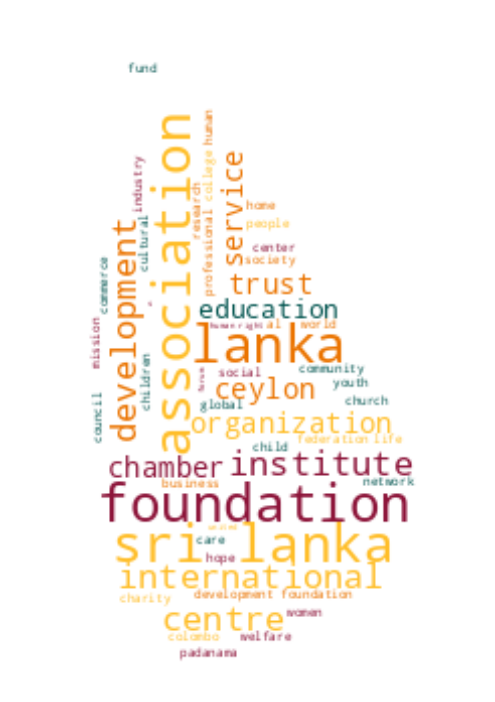 fund
association
human
industry
service
college
research
professional
home
cultural
people
development
center
society
commerce
trust
education
human right
al
world
lanka
mission
children
social
forum
community
youth
ceylon
council
global
church
organization
federation
life
child
chamber
institute
business
network
foundation
sri lanka
care
hope
international
charity
development foundation
centre
women
colombo
welfare
padanama